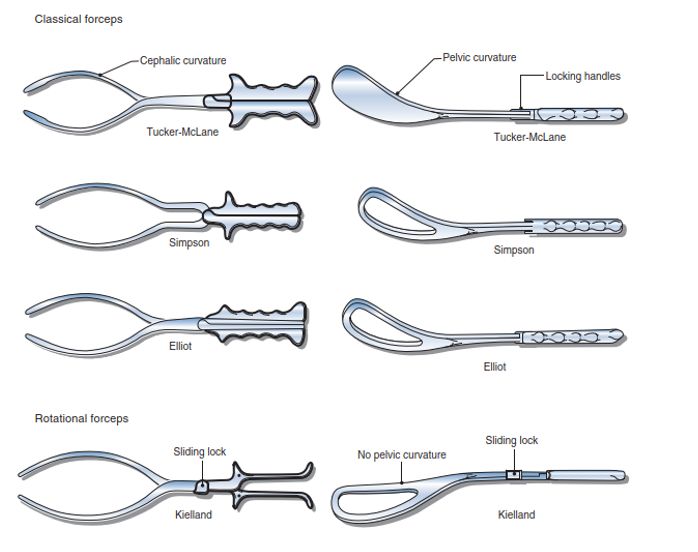 Classical forceps
Cephalic curvature
Pelvic curvature
Locking handles
Tucker-McLane
Tucker-McLane
Simpson
Simpson
Elliot
Elliot
Rotational forceps
Sliding lock
No pelvic curvature
Sliding lock
Kielland
Kielland